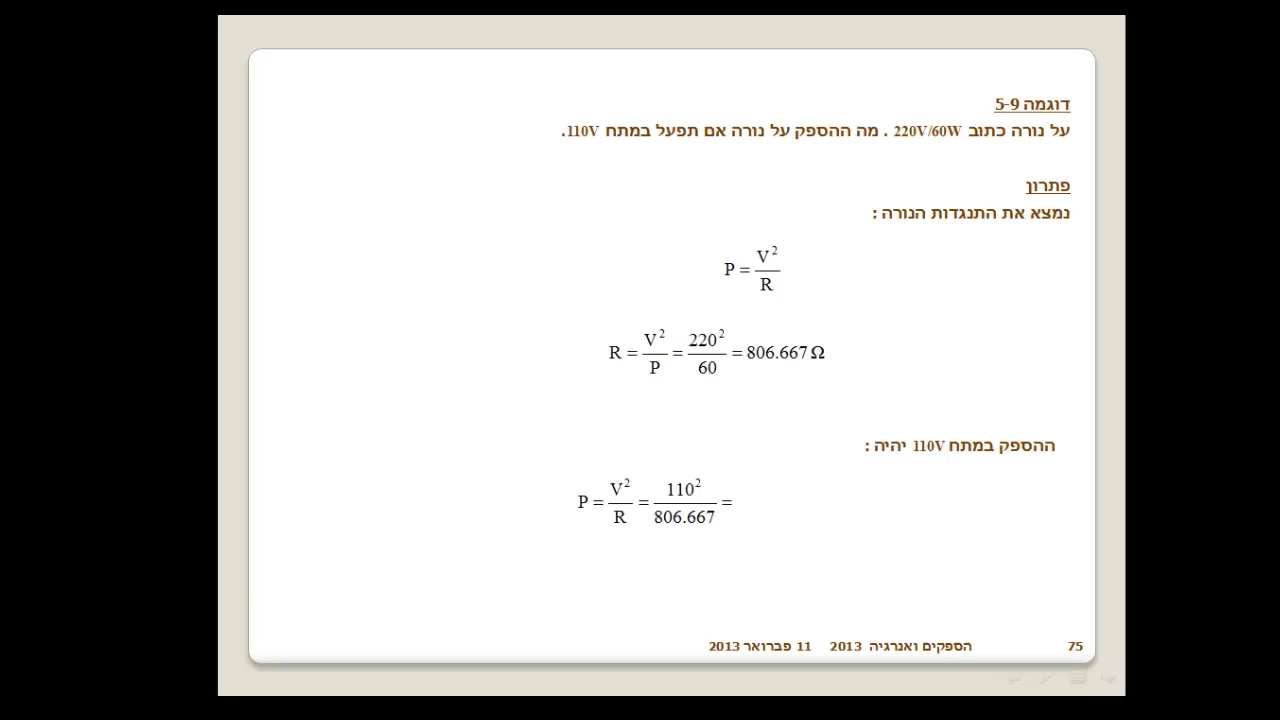 דוגמה 5-9
על נורה כתוב 220V/60W . מה ההספק על נורה אם תפעל במתח 110V.
פתרון
נמצא את התנגדות הנורה :
P = V²/R
R = V²/P = 220²/60 = 806.667 Ω
ההספק במתח 110V יהיה :
P = V²/R = 110²/806.667 =
75 הספקים ואנרגיה 2013 11 פברואר 2013